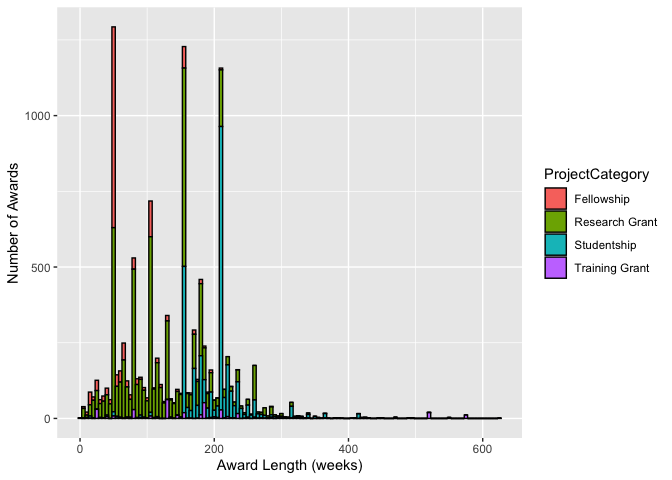 1000
500
0
0
200
400
600
Number of Awards
Award Length (weeks)
ProjectCategory
Fellowship
Research Grant
Studentship
Training Grant